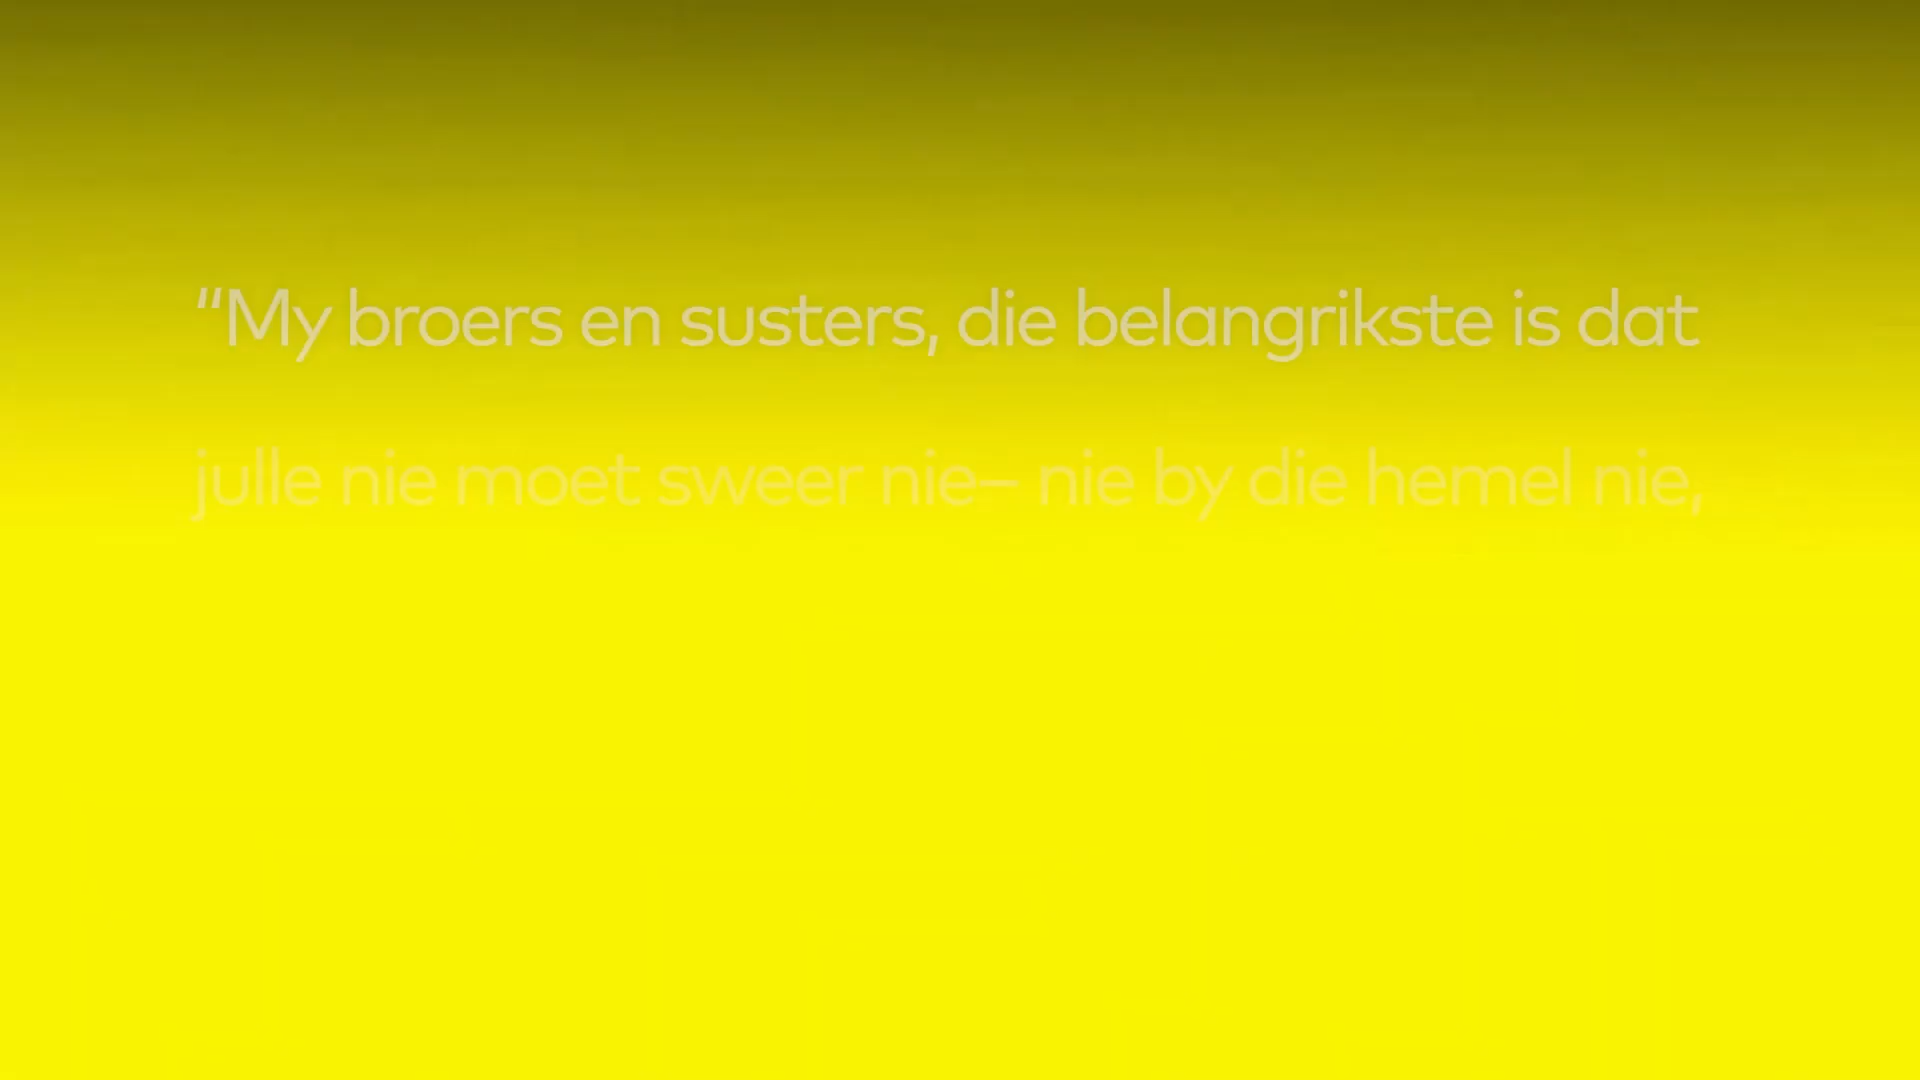 “My broers en susters, die belangrikste is dat
julle nie moet sweer nie– nie by die hemel nie,